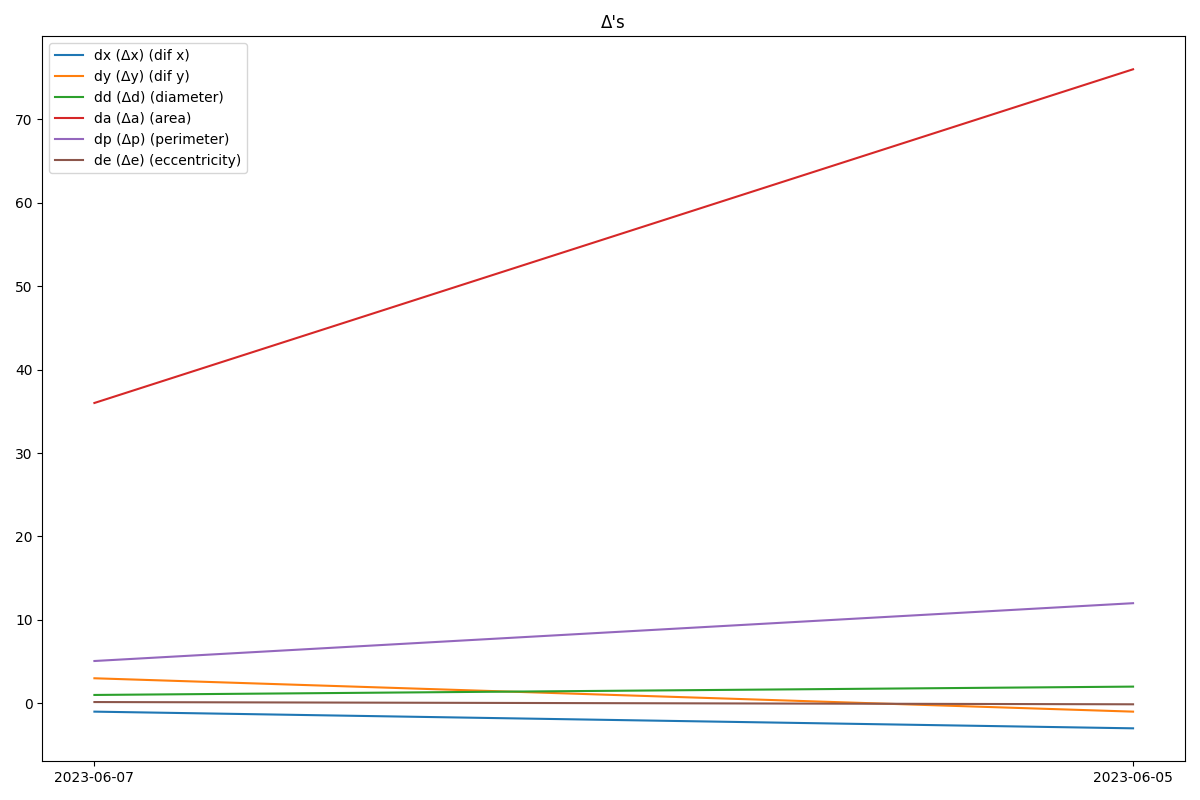 Δ's
dx (Δx) (dif x)
dy (Δy) (dif y)
dd (Δd) (diameter)
da (Δa) (area)
dp (Δp) (perimeter)
de (Δe) (eccentricity)
70
60
50
40
30
20
10
0
2023-06-07
2023-06-05